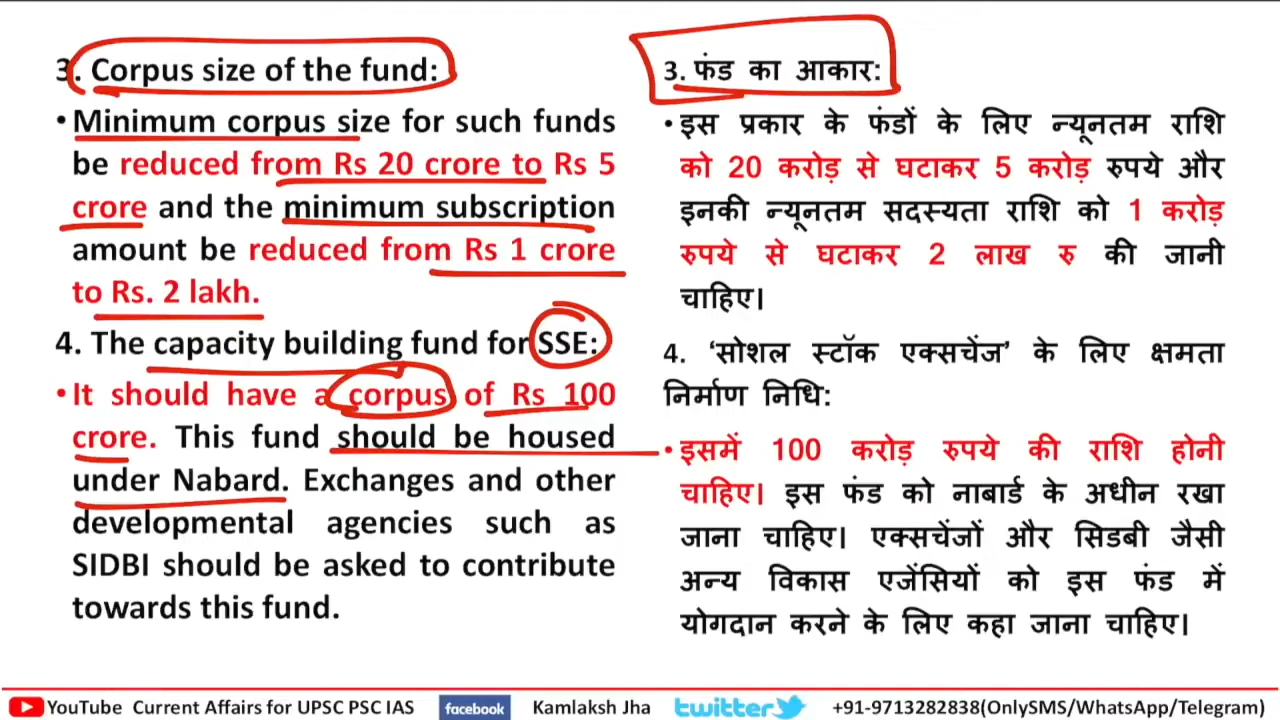 3. Corpus size of the fund:
• Minimum corpus size for such funds
be reduced from Rs 20 crore to Rs 5
crore and the minimum subscription
amount be reduced from Rs 1 crore
to Rs. 2 lakh.
4. The capacity building fund for SSE:
• It should have a corpus of Rs 100
crore. This fund should be housed
under Nabard. Exchanges and other
developmental agencies such as
SIDBI should be asked to contribute
towards this fund.
3. फंड का आकार:
• इस प्रकार के फंडों के लिए न्यूनतम राशि
को 20 करोड़ से घटाकर 5 करोड़ रुपये और
इनकी न्यूनतम सदस्यता राशि को 1 करोड़
रुपये से घटाकर 2 लाख रु की जानी
चाहिए।
4. ‘सोशल स्टॉक एक्सचेंज’ के लिए क्षमता
निर्माण निधि:
• इसमें 100 करोड़ रुपये की राशि होनी
चाहिए। इस फंड को नाबार्ड के अधीन रखा
जाना चाहिए। एक्सचेंजों और सिडबी जैसी
अन्य विकास एजेंसियों को इस फंड में
योगदान करने के लिए कहा जाना चाहिए।
YouTube Current Affairs for UPSC PSC IAS facebook Kamlaksh Jha twitter +91-9713282838(OnlySMS/WhatsApp/Telegram)